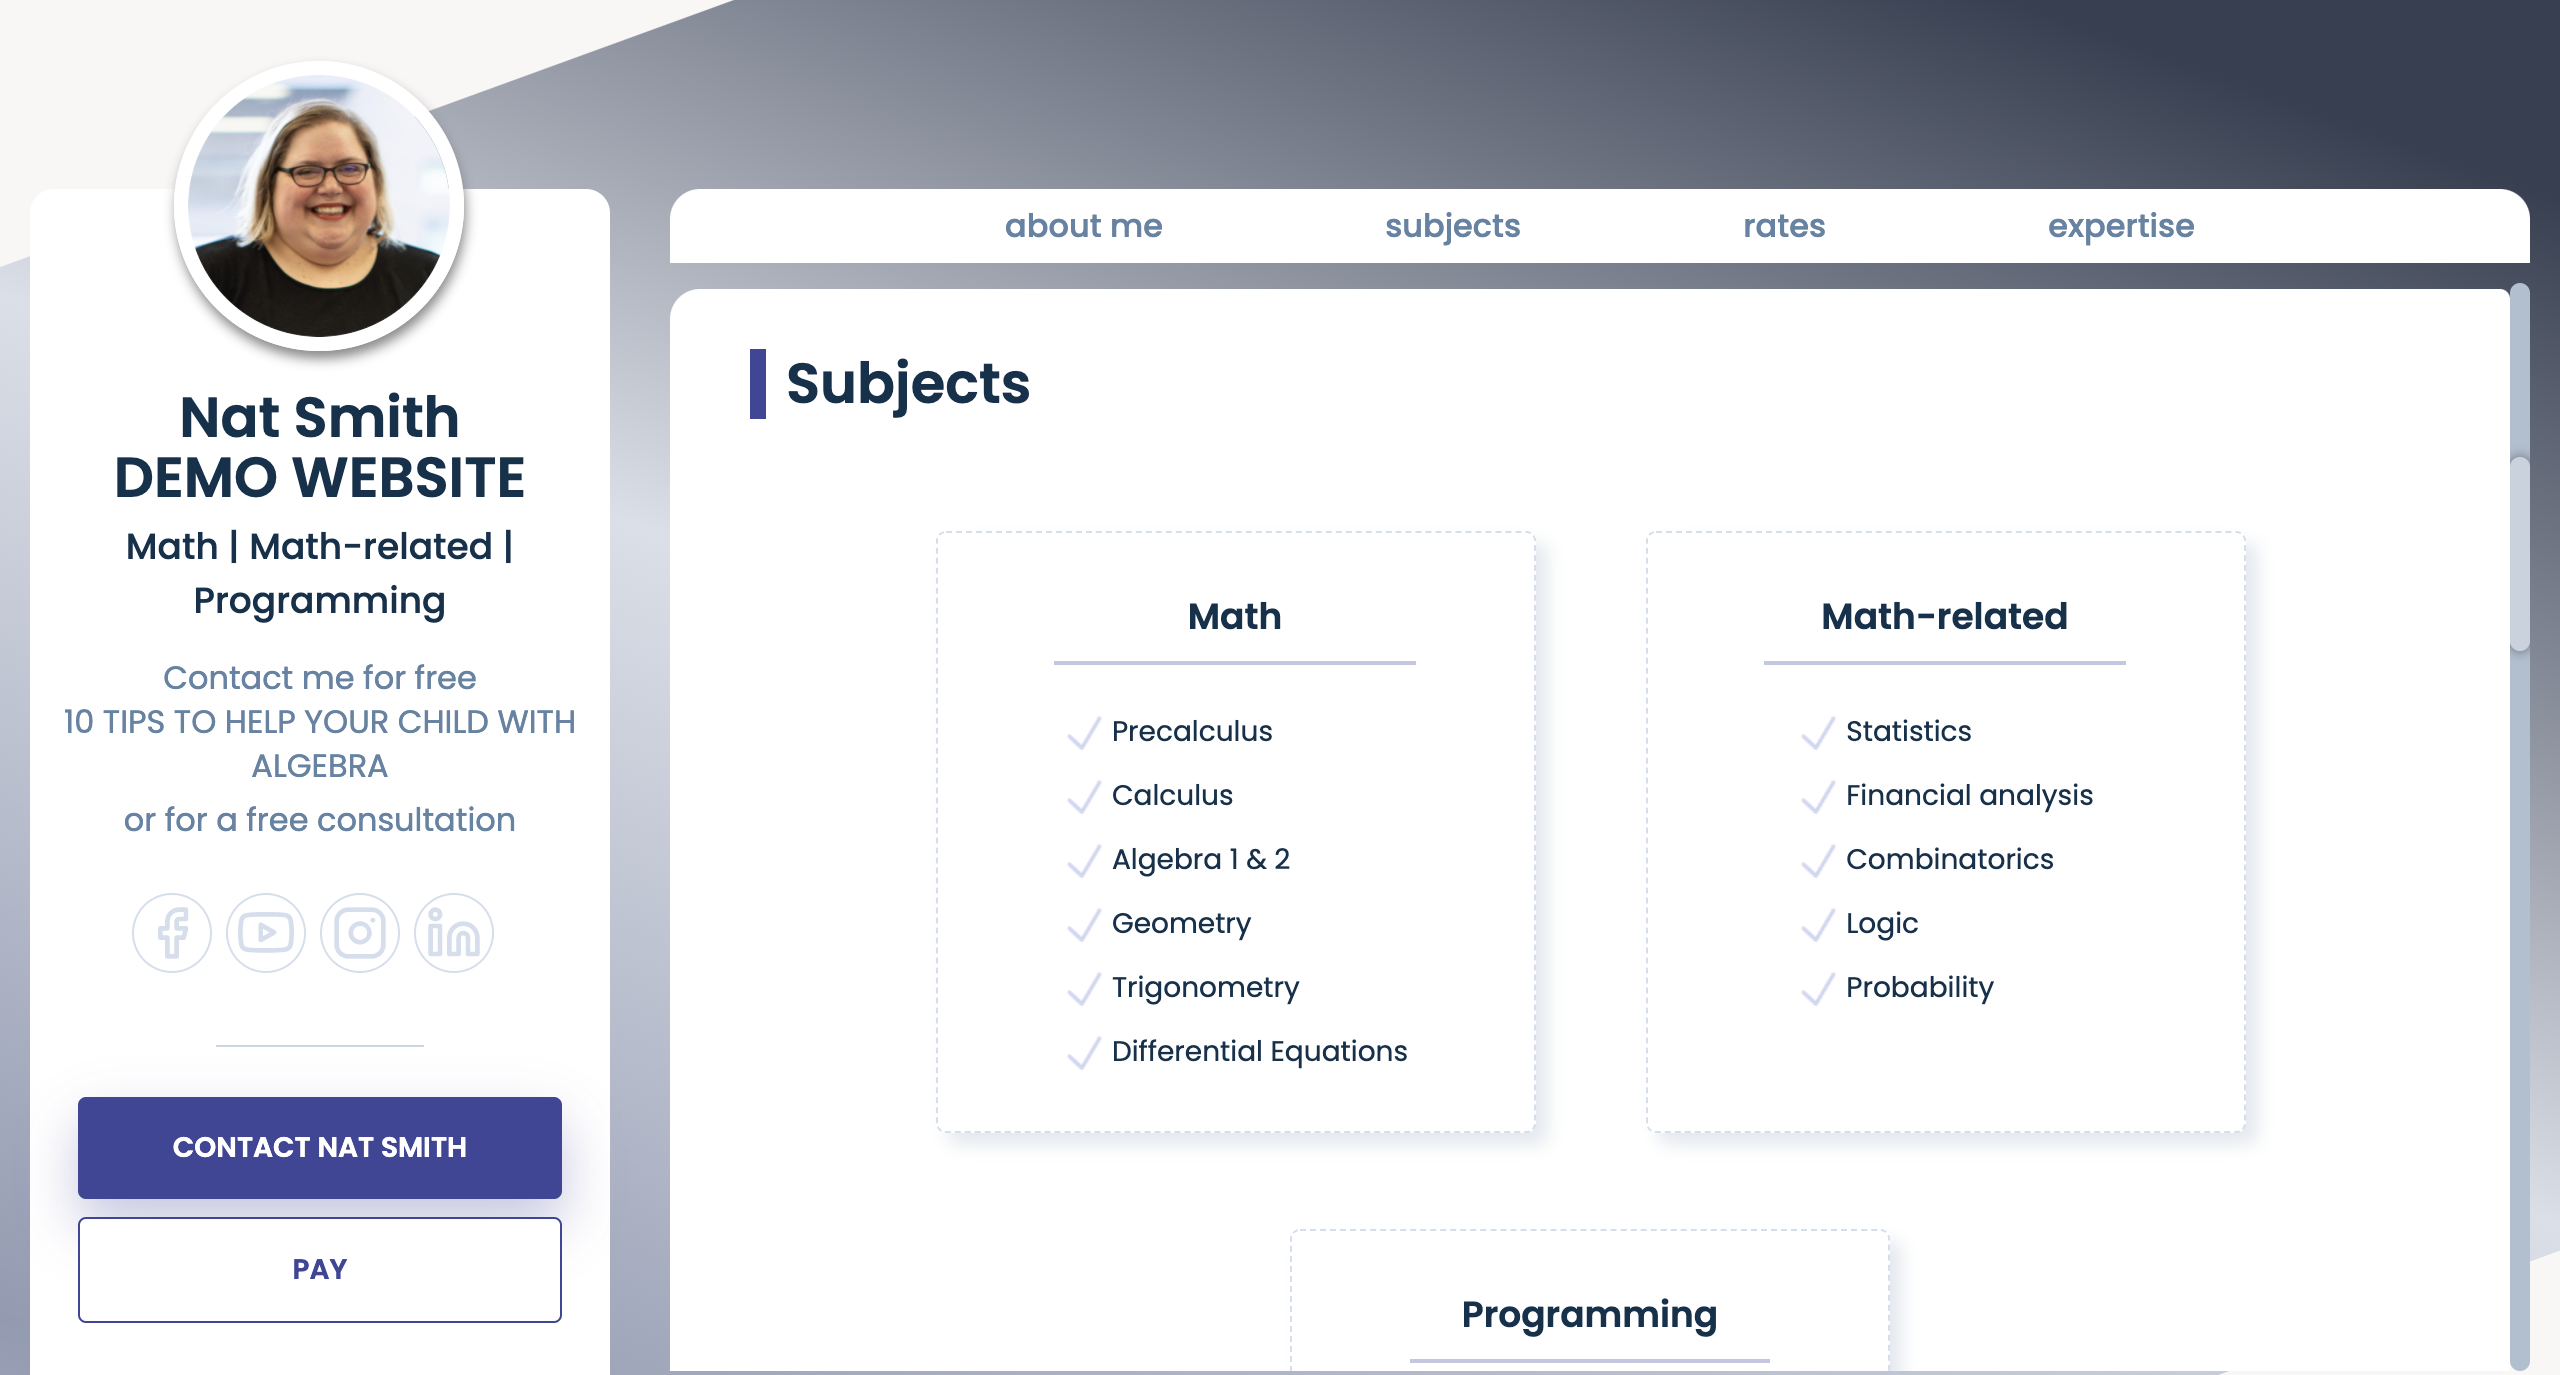 Nat Smith
DEMO WEBSITE
Math | Math-related |
Programming
Contact me for free
10 TIPS TO HELP YOUR CHILD WITH
ALGEBRA
or for a free consultation
CONTACT NAT SMITH
PAY
about me
subjects
rates
expertise
Subjects
Math
Precalculus
Calculus
Algebra 1 & 2
Geometry
Trigonometry
Differential Equations
Math-related
Statistics
Financial analysis
Combinatorics
Logic
Probability
Programming